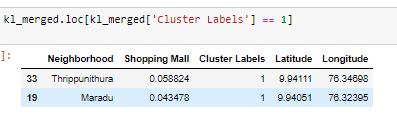 kl_merged.loc[kl_merged['Cluster Labels'] == 1]
]:
Neighborhood Shopping Mall Cluster Labels Latitude Longitude
33 Thrippunithura 0.058824 1 9.94111 76.34698
19 Maradu 0.043478 1 9.94051 76.32395